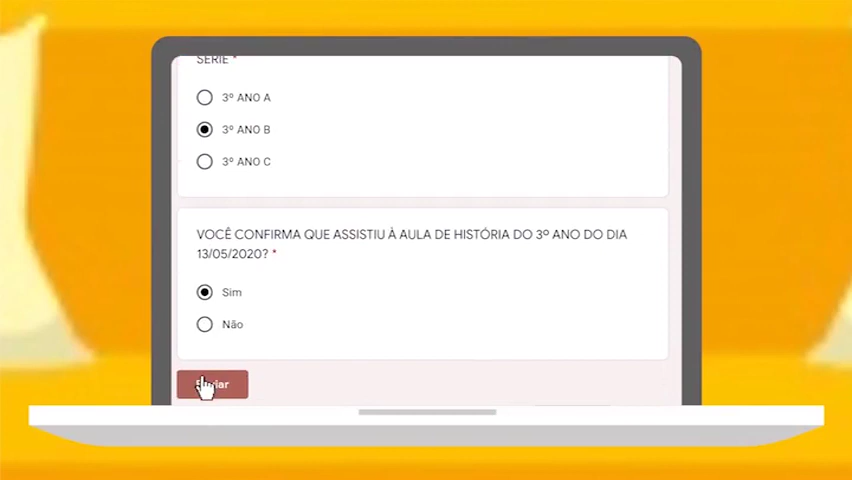 SÉRIE *
3º ANO A
3º ANO B
3º ANO C
VOCÊ CONFIRMA QUE ASSISTIU À AULA DE HISTÓRIA DO 3º ANO DO DIA
13/05/2020? *
Sim
Não
Enviar